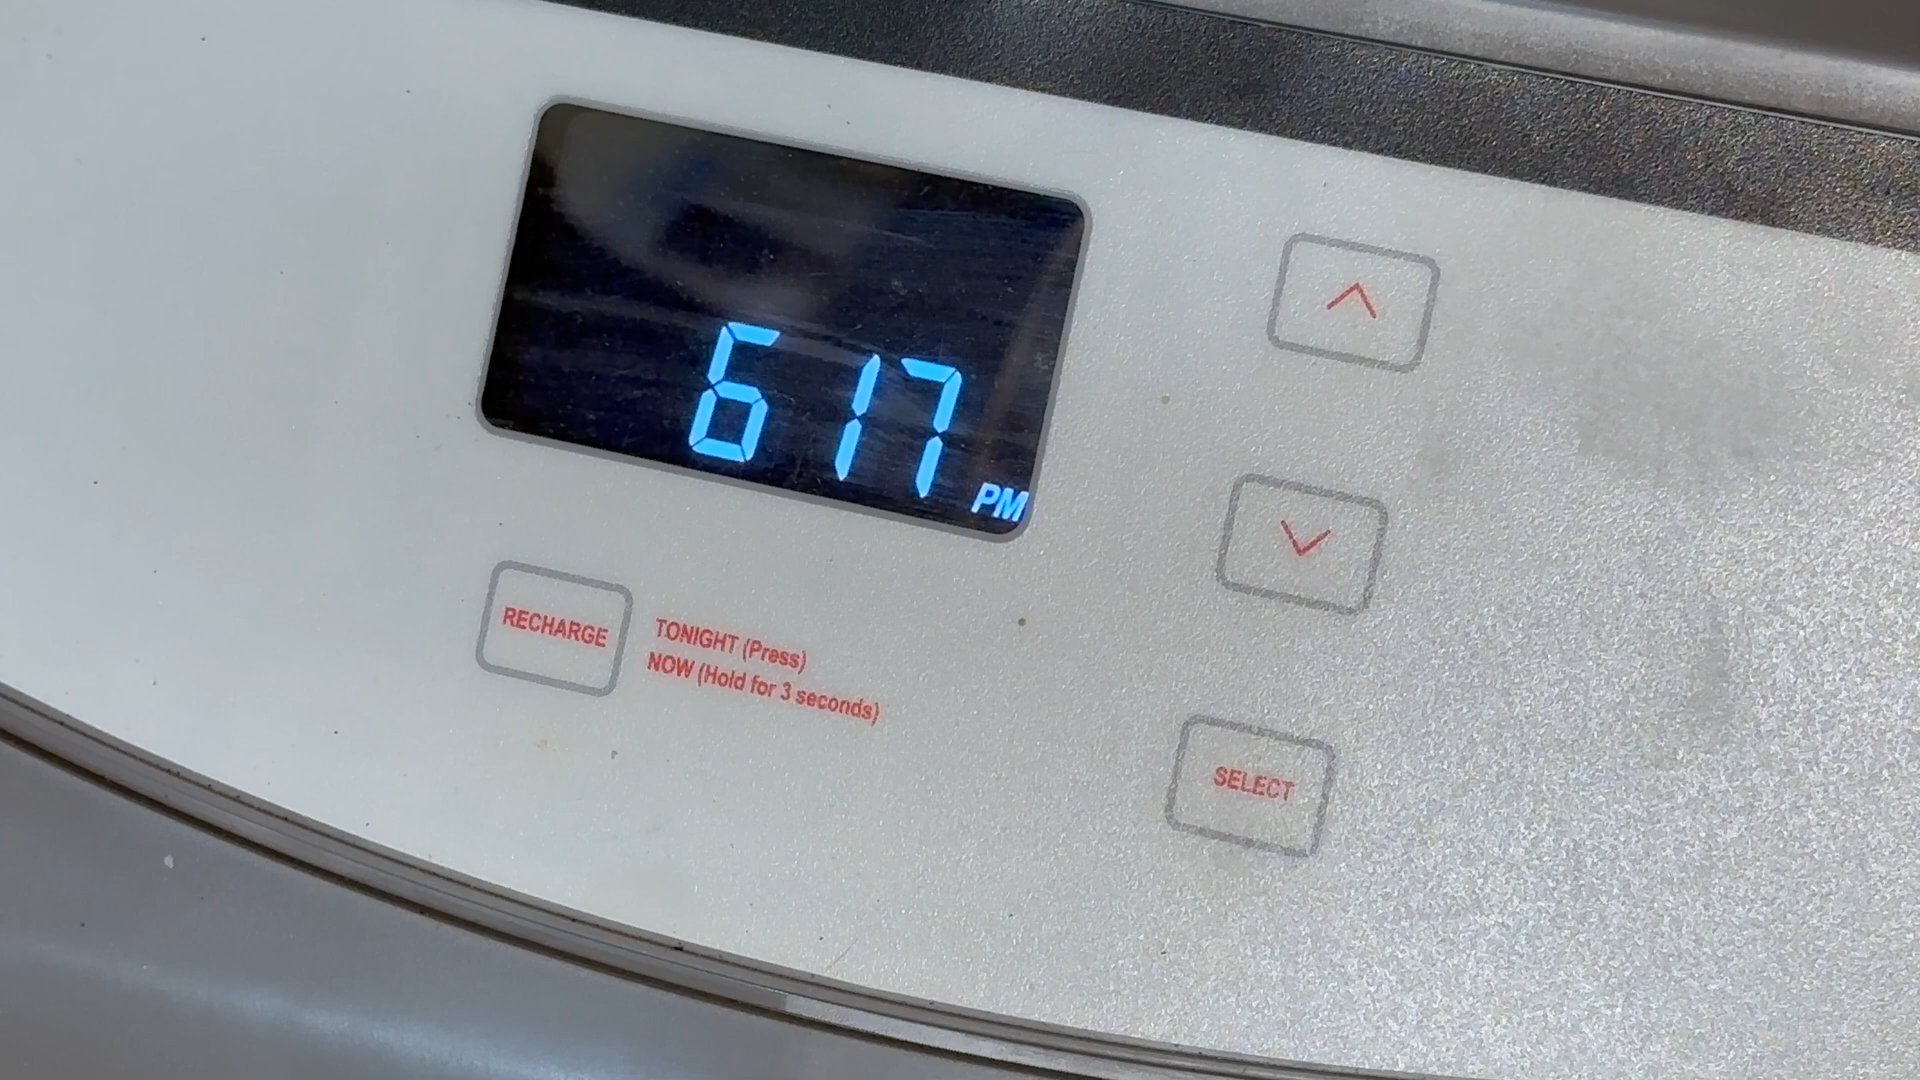 617
PM
RECHARGE
TONIGHT (Press)
NOW (Hold for 3 seconds)
SELECT